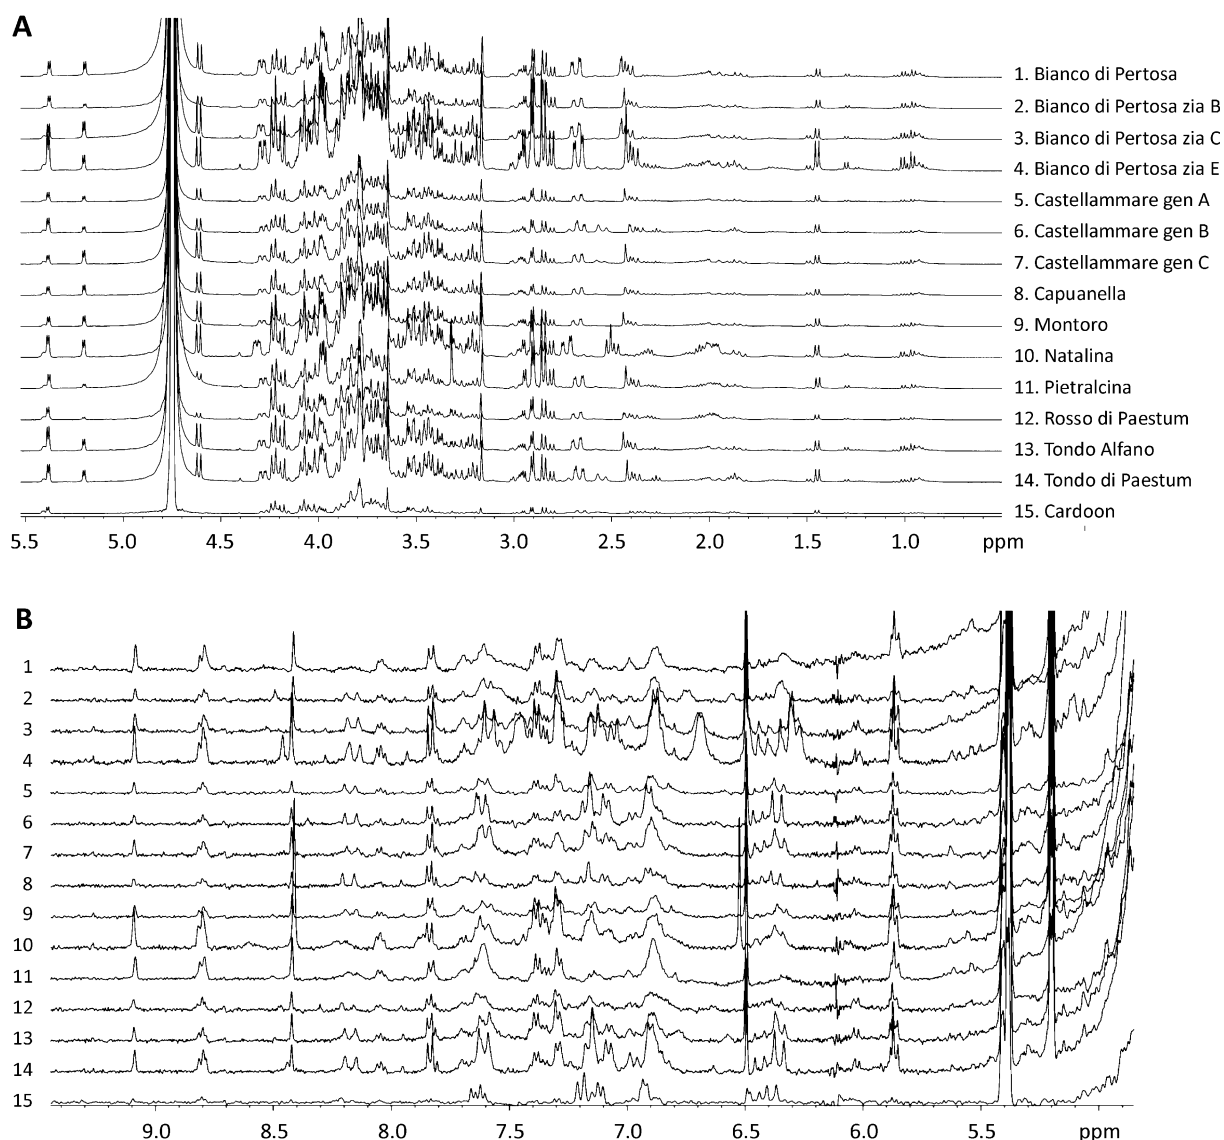 A
1. Bianco di Pertosa
2. Bianco di Pertosa zia B
3. Bianco di Pertosa zia C
4. Bianco di Pertosa zia E
5. Castellammare gen A
6. Castellammare gen B
7. Castellammare gen C
8. Capuanella
9. Montoro
10. Natalina
11. Pietralcina
12. Rosso di Paestum
13. Tondo Alfano
14. Tondo di Paestum
15. Cardoon
5.5 5.0 4.5 4.0 3.5 3.0 2.5 2.0 1.5 1.0 ppm
B
1
2
3
4
5
6
7
8
9
10
11
12
13
14
15
9.0 8.5 8.0 7.5 7.0 6.5 6.0 5.5 ppm